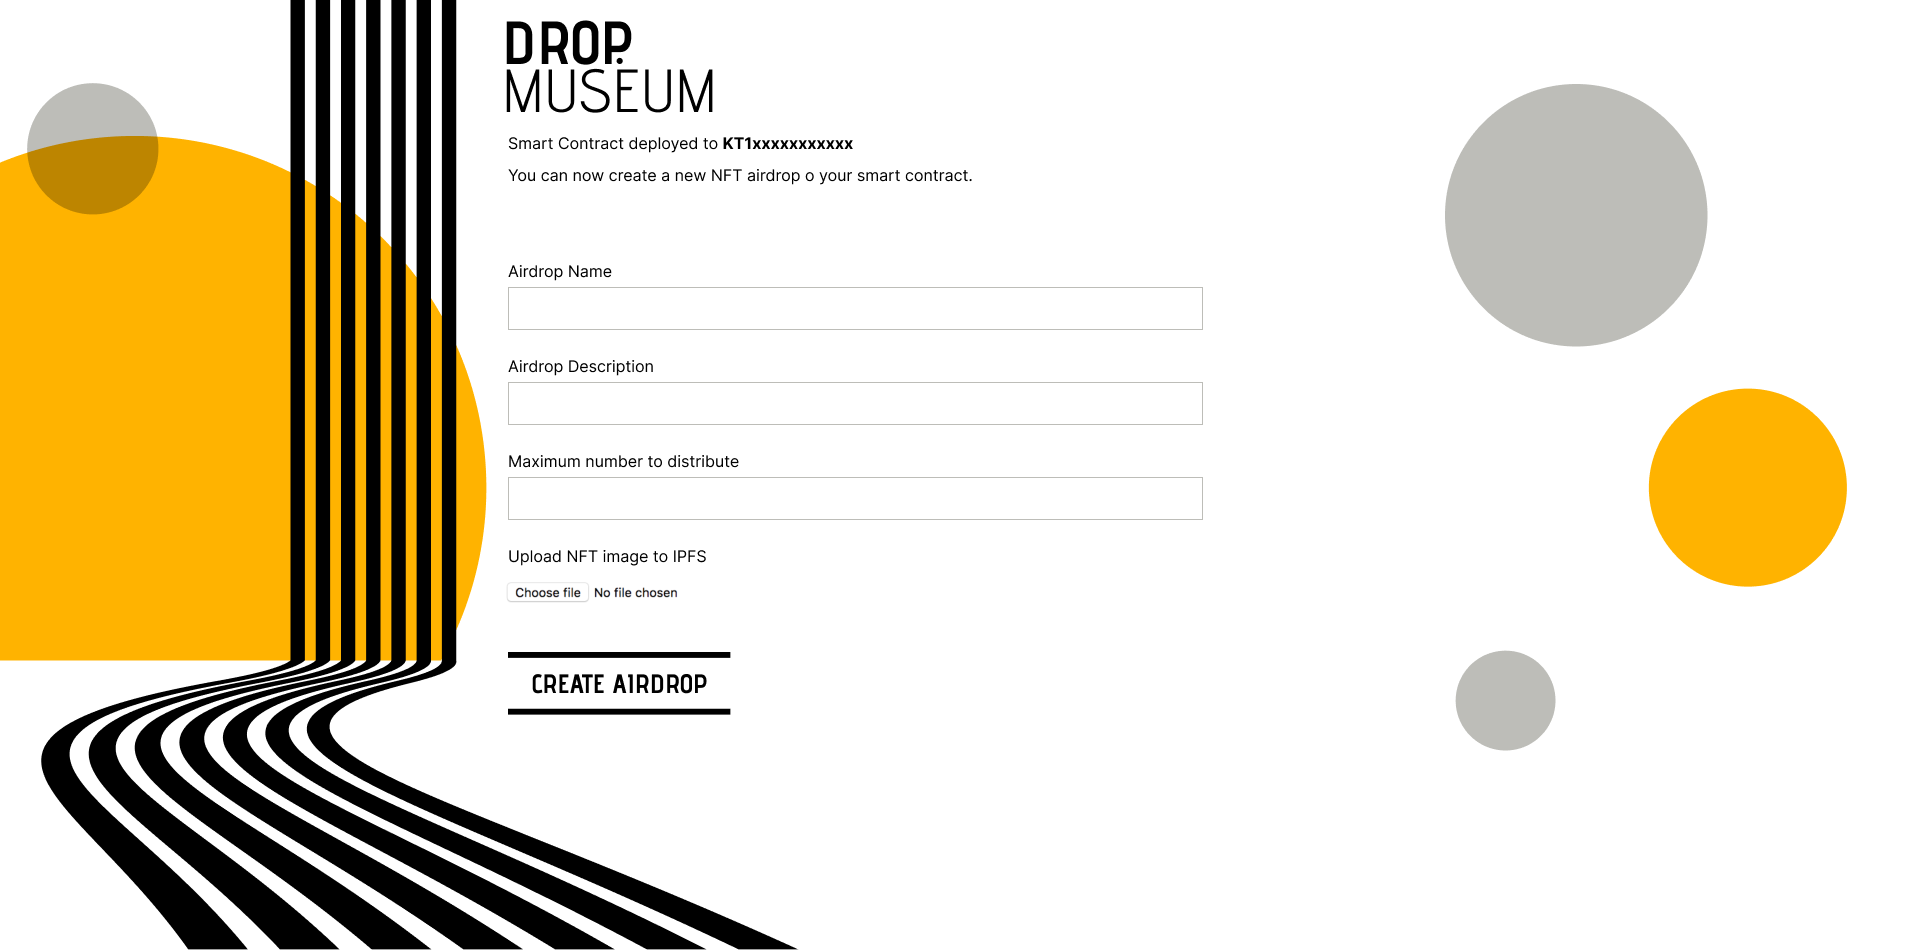 DROP.
MUSEUM
Smart Contract deployed to KT1xxxxxxxxxxx
You can now create a new NFT airdrop o your smart contract.
Airdrop Name
Airdrop Description
Maximum number to distribute
Upload NFT image to IPFS
Choose file No file chosen
CREATE AIRDROP